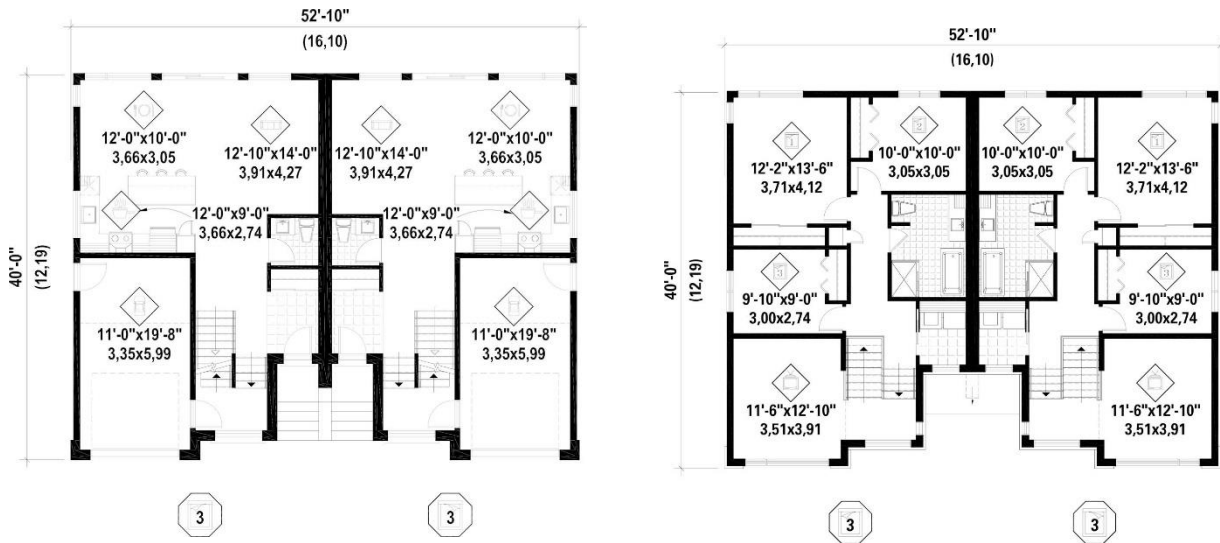 52'-10"
(16,10)
40'-0"
(12,19)
12'-0"x10'-0"
3,66x3,05
12'-10"x14'-0"
3,91x4,27
12'-10"x14'-0"
3,91x4,27
12'-0"x10'-0"
3,66x3,05
12'-0"x9'-0"
3,66x2,74
12'-0"x9'-0"
3,66x2,74
11'-0"x19'-8"
3,35x5,99
11'-0"x19'-8"
3,35x5,99
3
3
52'-10"
(16,10)
40'-0"
(12,19)
1
2
2
1
12'-2"x13'-6"
3,71x4,12
10'-0"x10'-0"
3,05x3,05
10'-0"x10'-0"
3,05x3,05
12'-2"x13'-6"
3,71x4,12
3
3
9'-10"x9'-0"
3,00x2,74
9'-10"x9'-0"
3,00x2,74
11'-6"x12'-10"
3,51x3,91
11'-6"x12'-10"
3,51x3,91
3
3